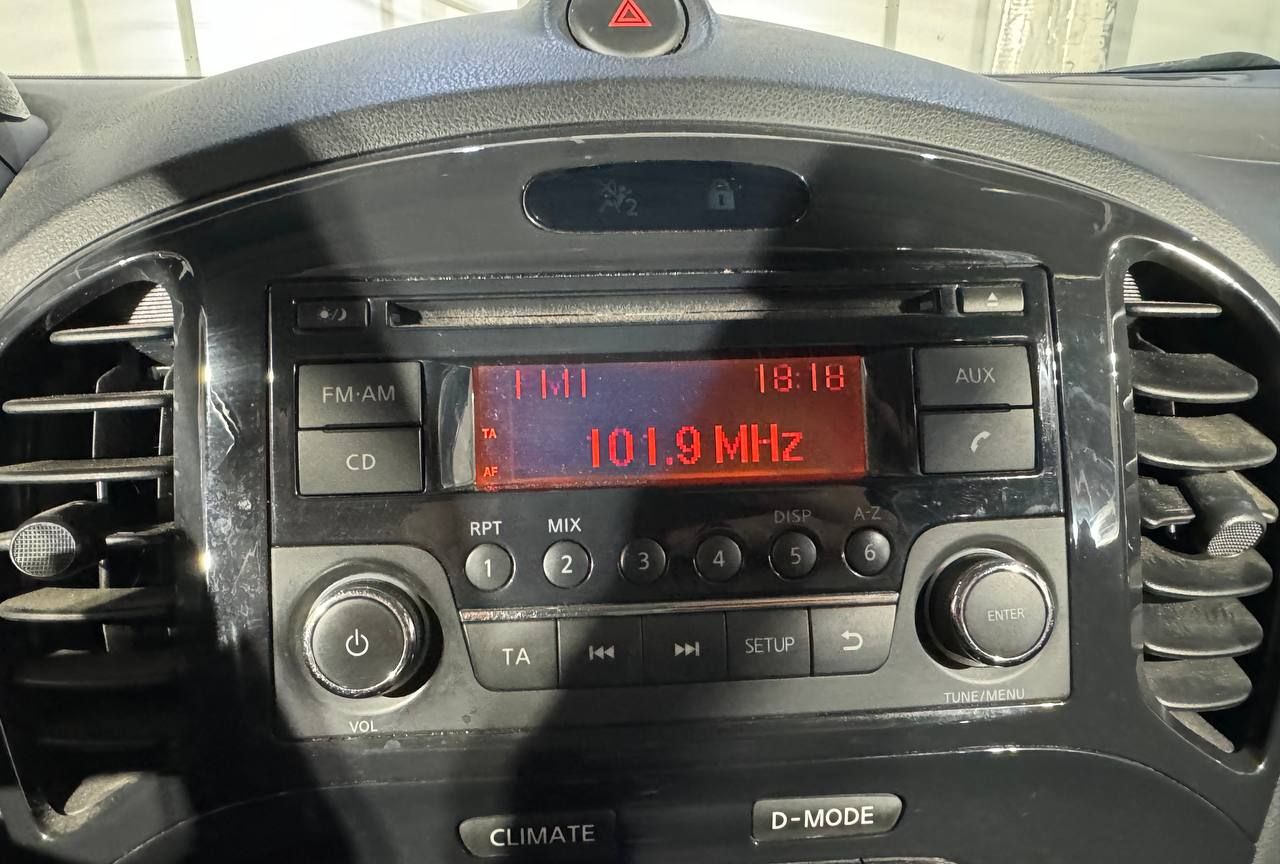 2
FM·AM
AUX
FM1 18:18
TA
101.9 MHz
AF
CD
RPT MIX DISP A-Z
1 2 3 4 5 6
TA SETUP
ENTER
VOL
TUNE/MENU
CLIMATE
D-MODE